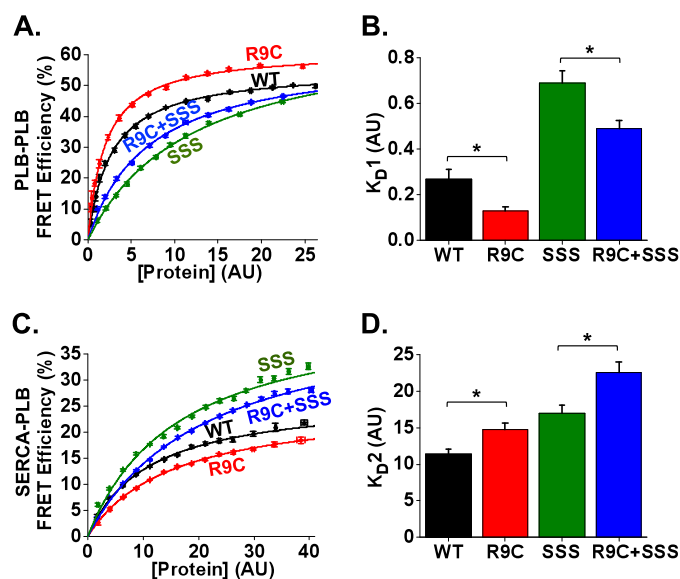 A.
PLB-PLB
FRET Efficiency (%)
60
50
40
30
20
10
0
0 5 10 15 20 25
[Protein] (AU)
R9C
WT
R9C+SSS
SSS
B.
K_D1 (AU)
0.8
0.6
0.4
0.2
0.0
*
*
WT R9C SSS R9C+SSS
C.
SERCA-PLB
FRET Efficiency (%)
35
30
25
20
15
10
5
0
0 10 20 30 40
[Protein] (AU)
SSS
R9C+SSS
WT
R9C
D.
K_D2 (AU)
25
20
15
10
5
0
*
*
WT R9C SSS R9C+SSS